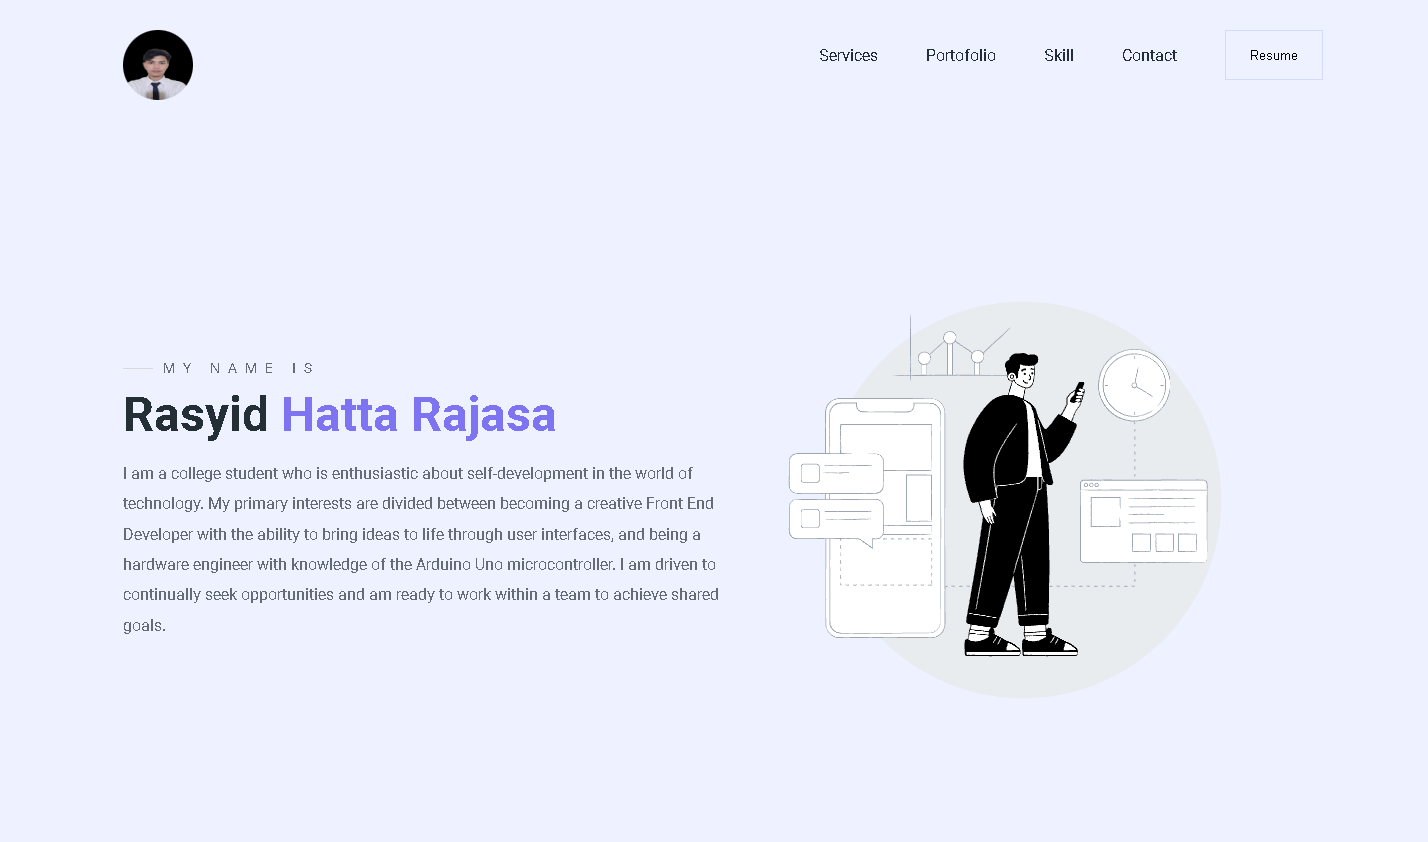 Services
Portofolio
Skill
Contact
Resume
MY NAME IS
Rasyid Hatta Rajasa
I am a college student who is enthusiastic about self-development in the world of
technology. My primary interests are divided between becoming a creative Front End
Developer with the ability to bring ideas to life through user interfaces, and being a
hardware engineer with knowledge of the Arduino Uno microcontroller. I am driven to
continually seek opportunities and am ready to work within a team to achieve shared
goals.